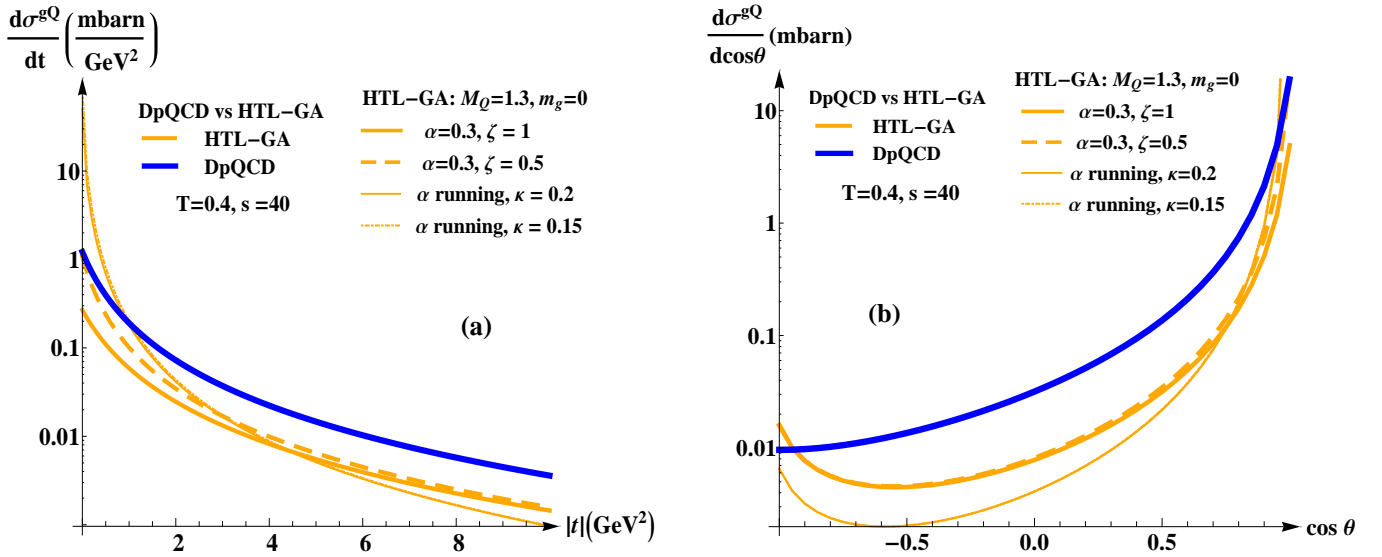 dσ^gQ
dt
(mbarn
GeV²)
10
1
0.1
0.01
DpQCD vs HTL−GA
HTL−GA
DpQCD
T=0.4, s =40
HTL−GA: M_Q=1.3, m_g=0
α=0.3, ζ = 1
α=0.3, ζ = 0.5
α running, κ = 0.2
α running, κ = 0.15
(a)
2 4 6 8
|t|(GeV²)
dσ^gQ
dcosθ
(mbarn)
10
1
0.1
0.01
DpQCD vs HTL−GA
HTL−GA
DpQCD
T=0.4, s=40
HTL−GA: M_Q=1.3, m_g=0
α=0.3, ζ=1
α=0.3, ζ=0.5
α running, κ=0.2
α running, κ=0.15
(b)
−0.5 0.0 0.5
cos θ